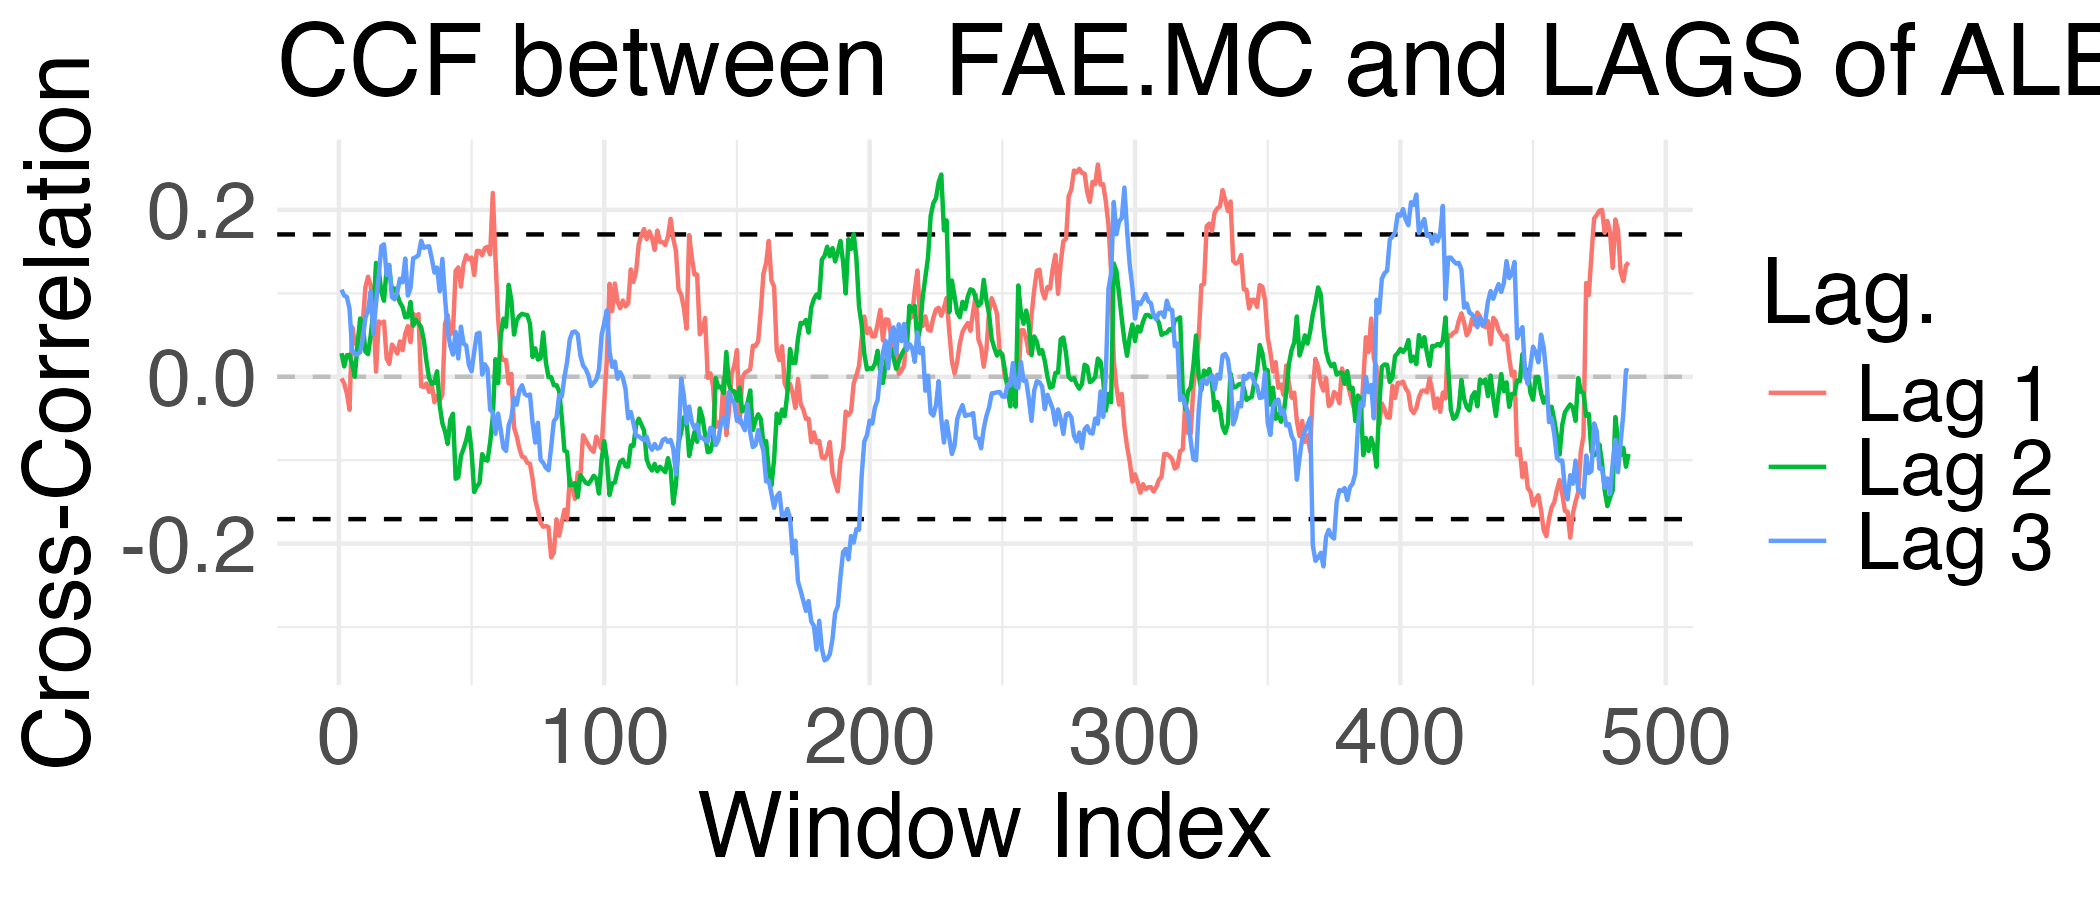 CCF between  FAE.MC and LAGS of ALE
Cross-Correlation
0.2
0.0
-0.2
0
100
200
300
400
500
Window Index
Lag.
Lag 1
Lag 2
Lag 3